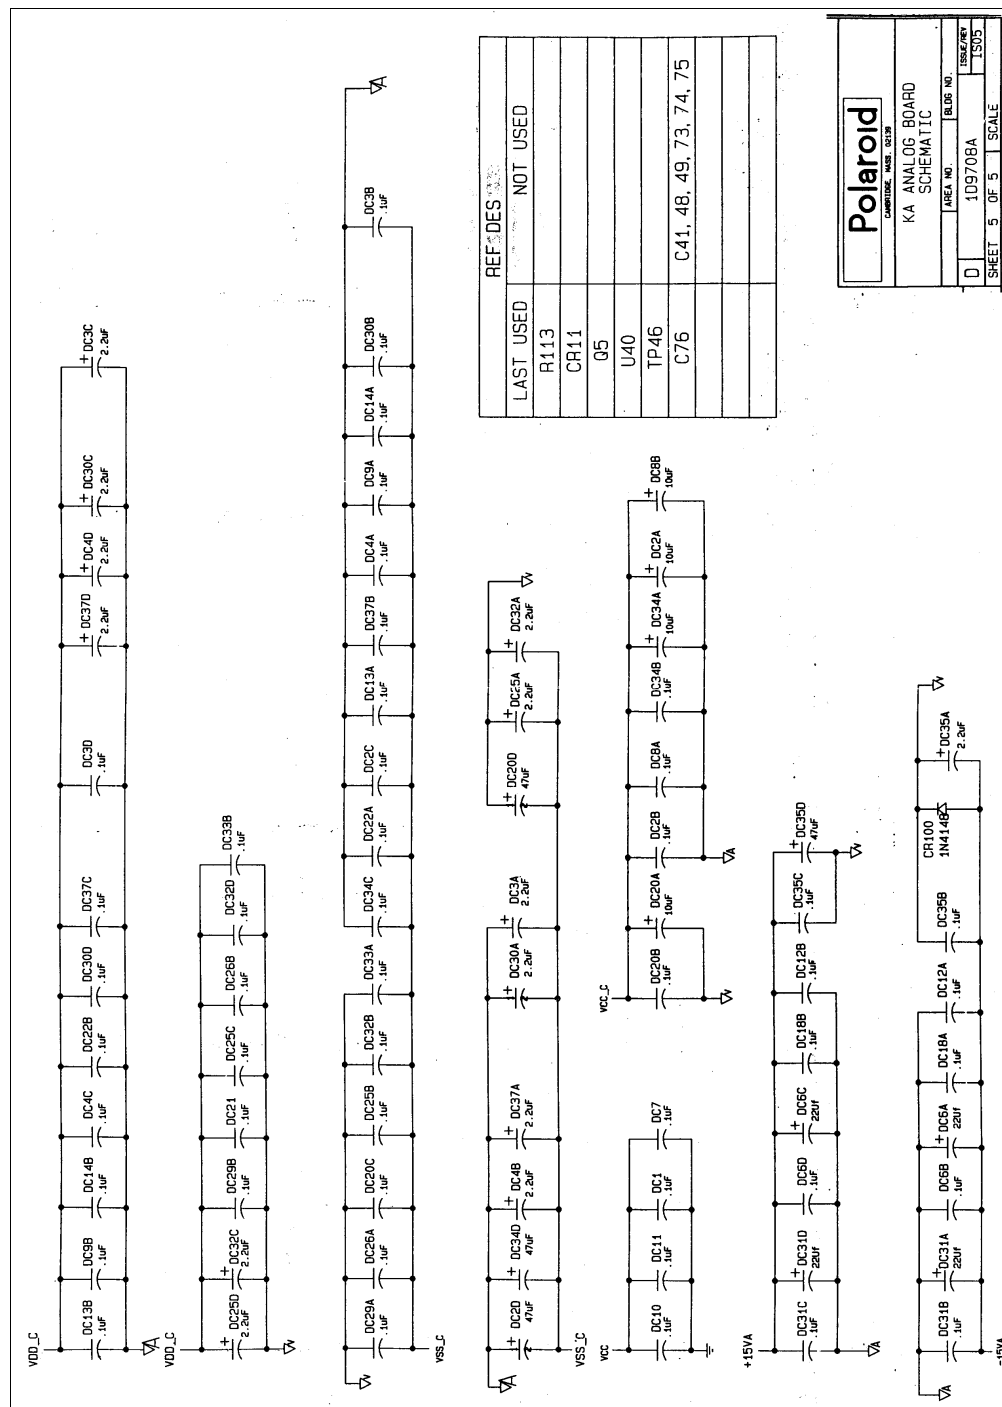 VDD_C
DC13B DC9B DC14B DC4C DC22B DC30D DC37C DC3D + DC37D + DC4D + DC30C + DC3C
.1uF .1uF .1uF .1uF .1uF .1uF .1uF .1uF 2.2uF 2.2uF 2.2uF 2.2uF
A
VDD_C
+ DC25D + DC32C DC29B DC21 DC25C DC26B DC32D DC33B
2.2uF 2.2uF .1uF .1uF .1uF .1uF .1uF .1uF
V
A
DC29A DC26A DC20C DC25B DC32B DC33A DC34C DC22A DC2C DC13A DC37B DC4A DC9A DC14A DC30B DC3B
.1uF .1uF .1uF .1uF .1uF .1uF .1uF .1uF .1uF .1uF .1uF .1uF .1uF .1uF .1uF .1uF
V
VSS_C
A
V
+ DC2D + DC34D + DC4B + DC37A + DC30A + DC3A + DC20D + DC25A + DC32A
47uF 47uF 2.2uF 2.2uF 2.2uF 2.2uF 47uF 2.2uF 2.2uF
VSS_C
VCC
DC10 DC11 DC1 DC7
.1uF .1uF .1uF .1uF
VCC_C
DC20B + DC20A DC2B DC8A DC34B + DC34A + DC2A + DC8B
.1uF 10uF .1uF .1uF .1uF 10uF 10uF 10uF
V
A
+15VA
DC31C + DC31D DC6D + DC6C DC18B DC12B DC35C + DC35D
.1uF 22Uf .1uF 22Uf .1uF .1uF .1uF 47uF
A
V
A
V
DC31B + DC31A DC6B + DC6A DC18A DC12A DC35B CR100 + DC35A
.1uF 22Uf .1uF 22Uf .1uF .1uF .1uF 1N4148 2.2uF
-15VA
REF DES
LAST USED NOT USED
R113
CR11
Q5
U40
TP46
C76 C41, 48, 49, 73, 74, 75
Polaroid
CAMBRIDGE, MASS. 02139
KA ANALOG BOARD
SCHEMATIC
AREA NO. BLDG NO.
D 1D9708A ISSUE/REV IS05
SHEET 5 OF 5 SCALE